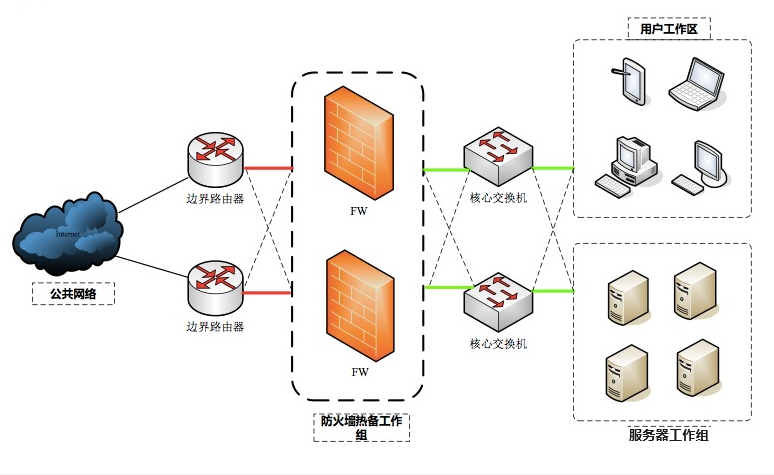 用户工作区
边界路由器
FW
核心交换机
Internet
公共网络
边界路由器
FW
核心交换机
防火墙热备工作
组
服务器工作组